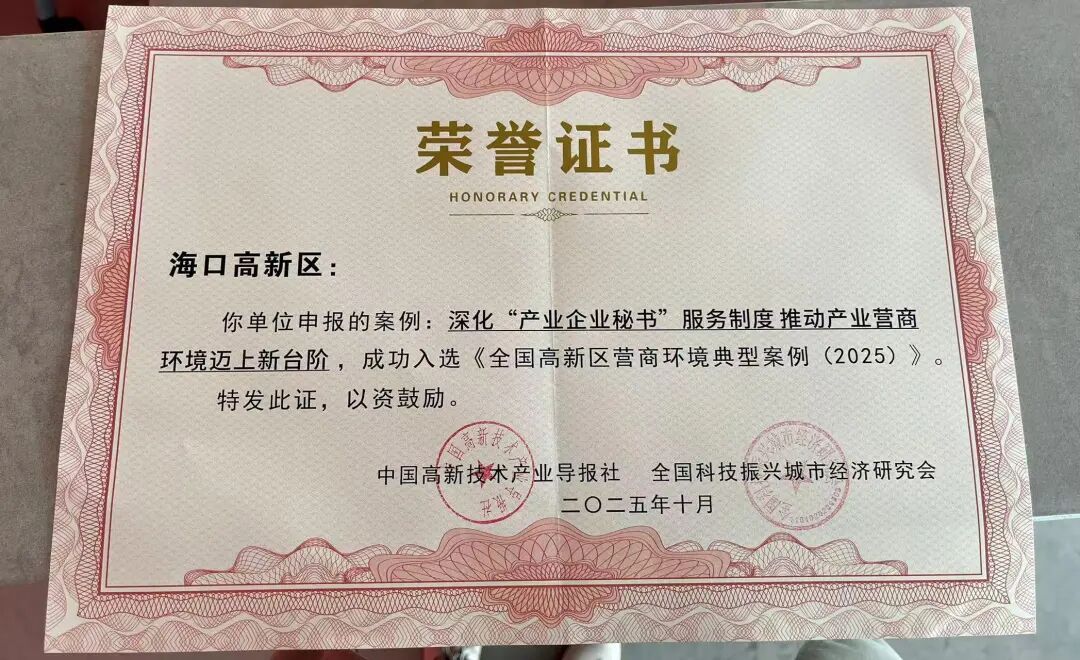 荣誉证书
HONORARY CREDENTIAL
海口高新区：
你单位申报的案例：深化“产业企业秘书”服务制度 推动产业营商
环境迈上新台阶，成功入选《全国高新区营商环境典型案例（2025）》。
特发此证，以资鼓励。
中国高新技术产业导报社 全国科技振兴城市经济研究会
二〇二五年十月